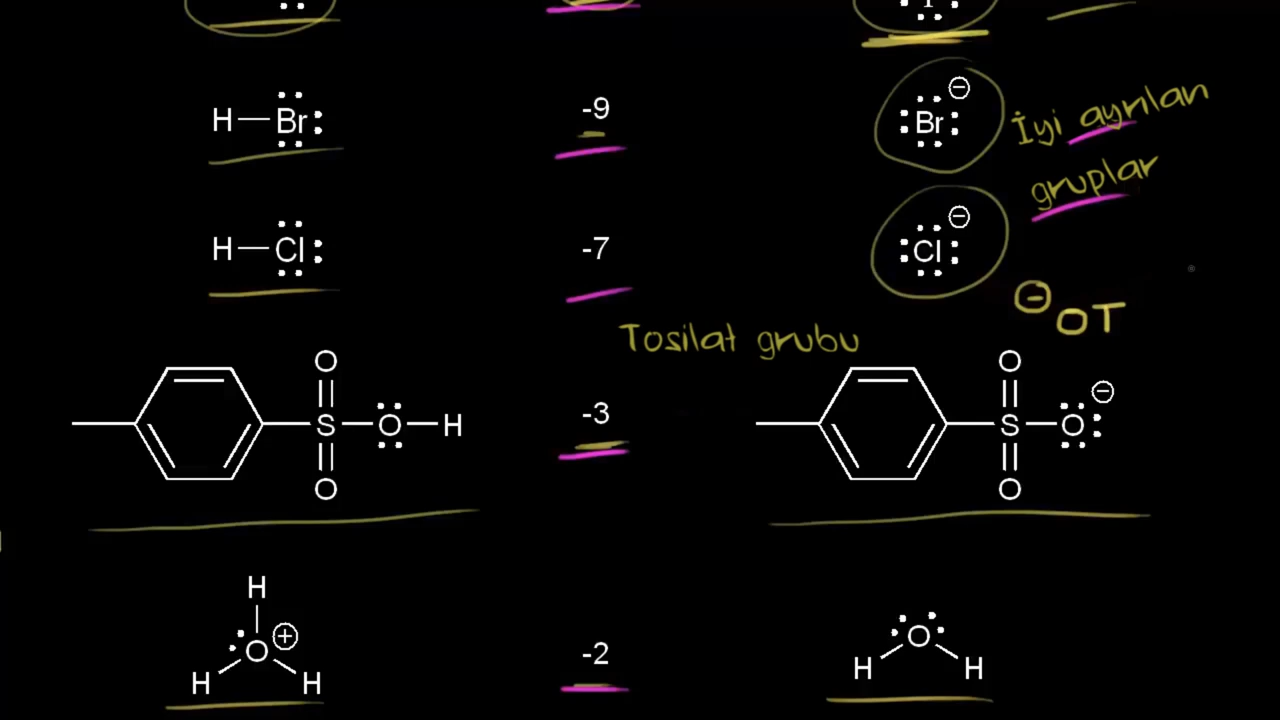 I
H Br -9 Br ⊖ İyi ayrılan
gruplar
H Cl -7 Cl ⊖
⊖ OT
Tosilat grubu
O O
S O H -3 S O ⊖
O O
H
O ⊕ -2 O
H H H H